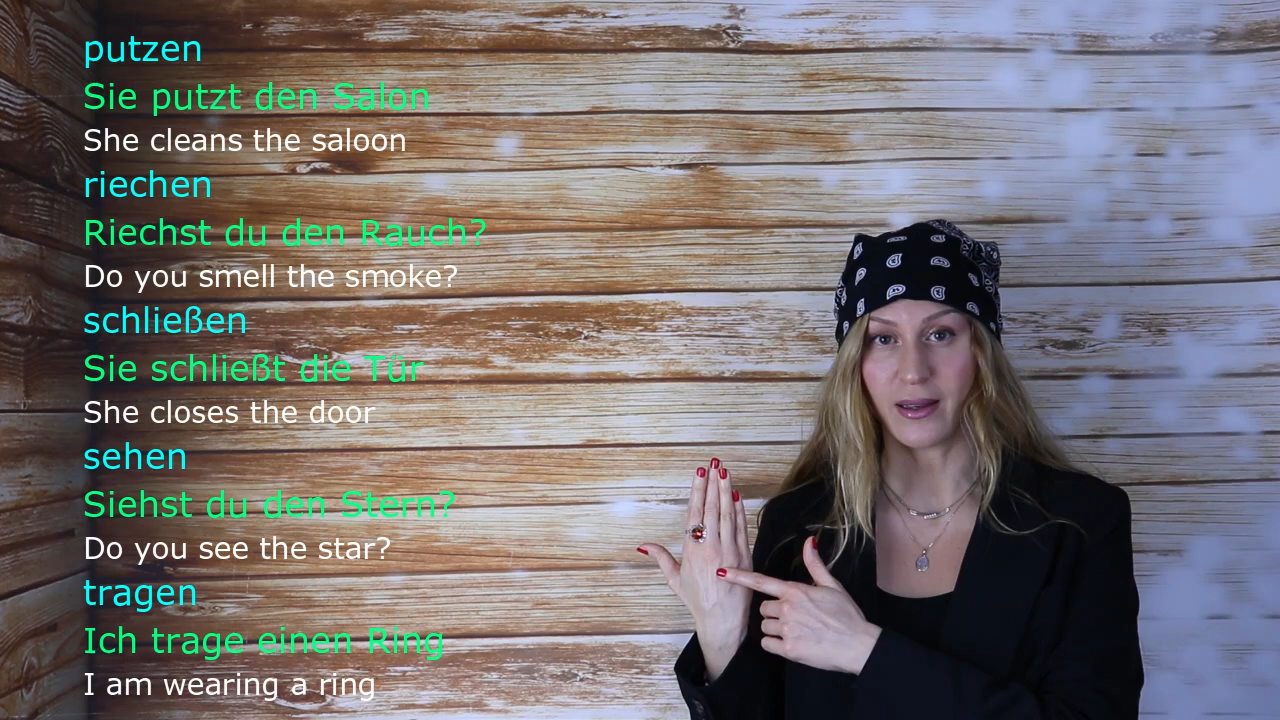 putzen
Sie putzt den Salon
She cleans the saloon
riechen
Riechst du den Rauch?
Do you smell the smoke?
schließen
Sie schließt die Tür
She closes the door
sehen
Siehst du den Stern?
Do you see the star?
tragen
Ich trage einen Ring
I am wearing a ring